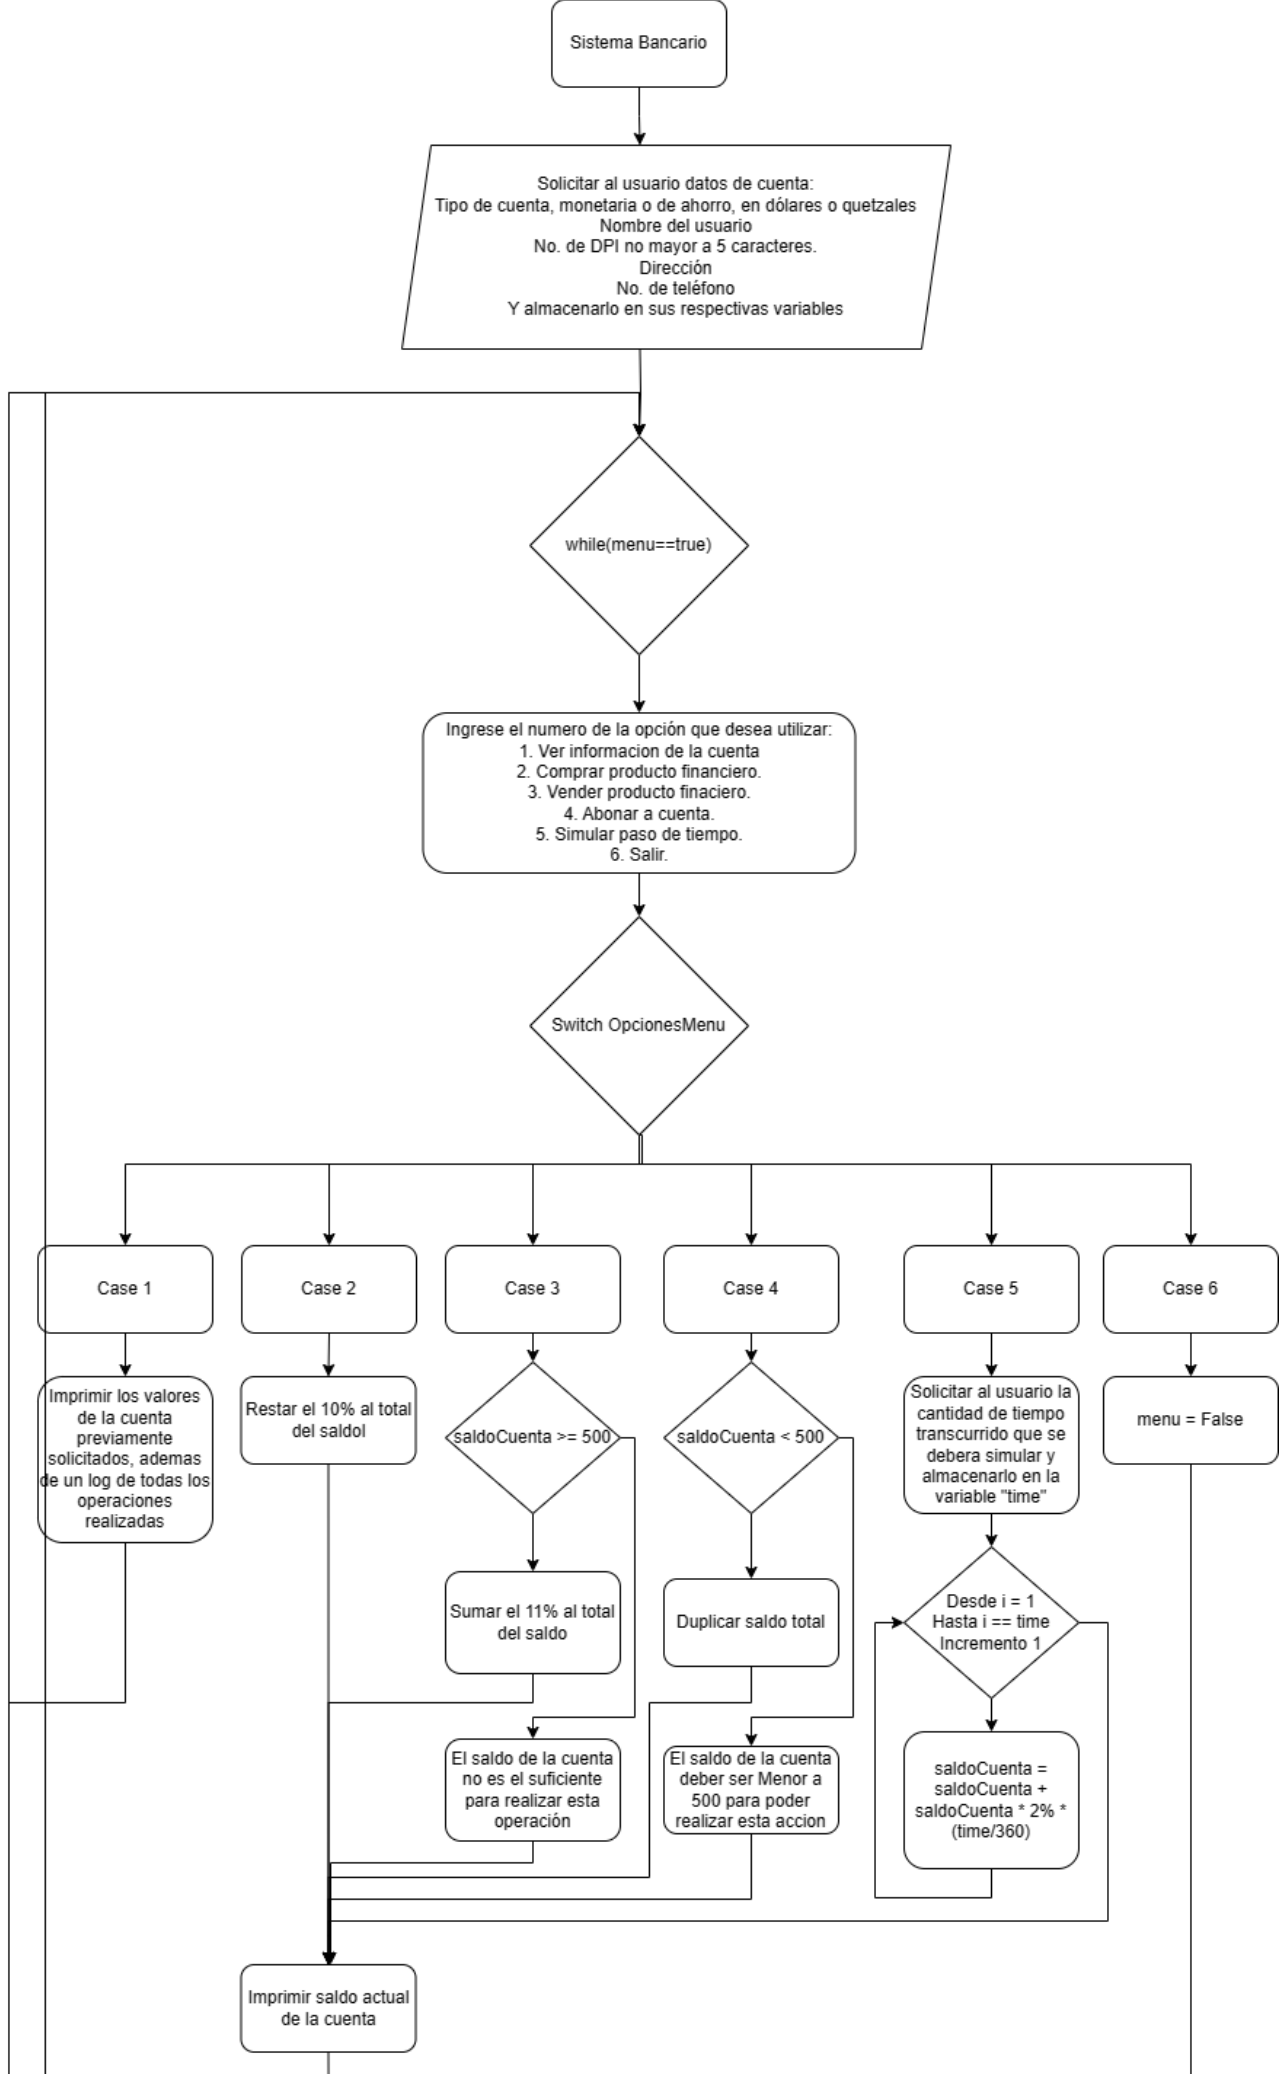 Sistema Bancario
Solicitar al usuario datos de cuenta:
Tipo de cuenta, monetaria o de ahorro, en dólares o quetzales
Nombre del usuario
No. de DPI no mayor a 5 caracteres.
Dirección
No. de teléfono
Y almacenarlo en sus respectivas variables
while(menu==true)
Ingrese el numero de la opción que desea utilizar:
1. Ver informacion de la cuenta
2. Comprar producto financiero.
3. Vender producto finaciero.
4. Abonar a cuenta.
5. Simular paso de tiempo.
6. Salir.
Switch OpcionesMenu
Case 1
Case 2
Case 3
Case 4
Case 5
Case 6
Imprimir los valores
de la cuenta
previamente
solicitados, ademas
de un log de todas los
operaciones
realizadas
Restar el 10% al total
del saldol
saldoCuenta >= 500
saldoCuenta < 500
Solicitar al usuario la
cantidad de tiempo
transcurrido que se
debera simular y
almacenarlo en la
variable "time"
menu = False
Sumar el 11% al total
del saldo
Duplicar saldo total
Desde i = 1
Hasta i == time
Incremento 1
El saldo de la cuenta
no es el suficiente
para realizar esta
operación
El saldo de la cuenta
deber ser Menor a
500 para poder
realizar esta accion
saldoCuenta =
saldoCuenta +
saldoCuenta * 2% *
(time/360)
Imprimir saldo actual
de la cuenta